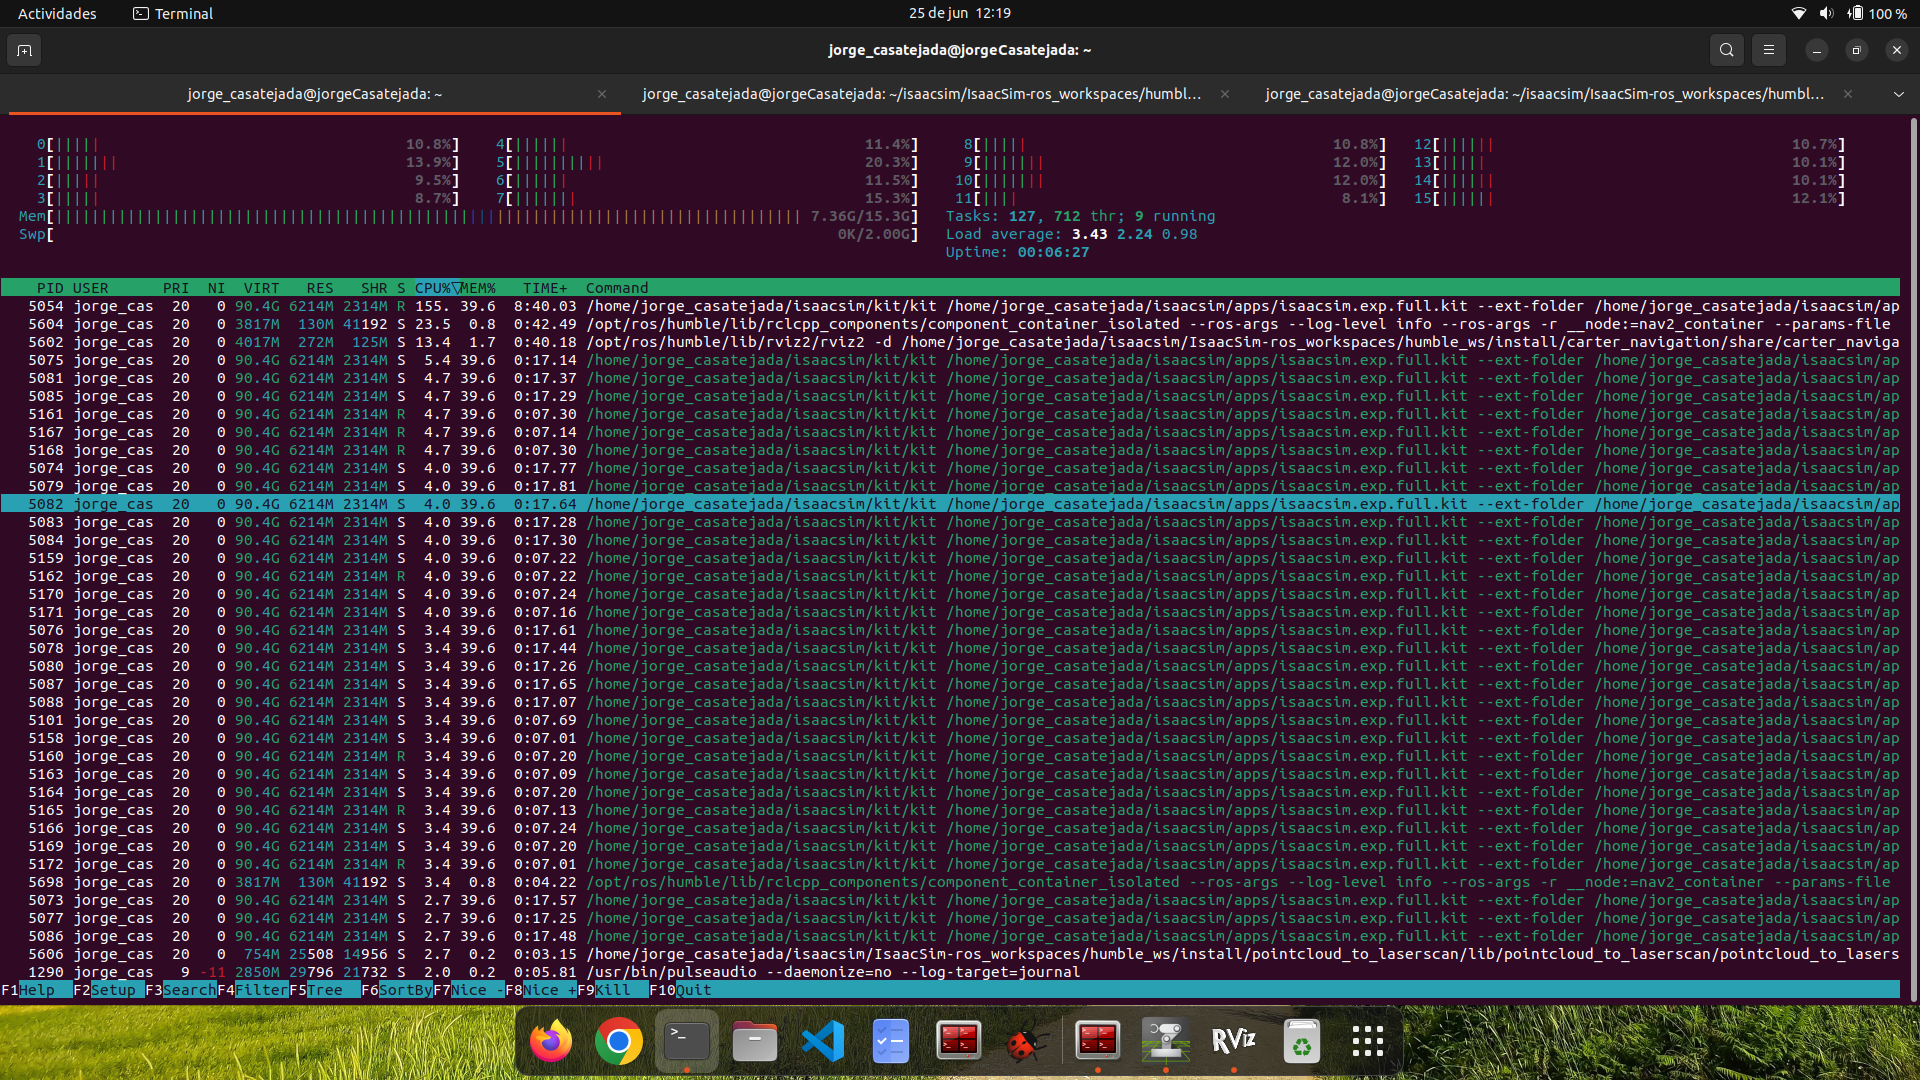 Actividades Terminal 25 de jun 12:19 100 %
jorge_casatejada@jorgeCasatejada: ~
jorge_casatejada@jorgeCasatejada: ~ jorge_casatejada@jorgeCasatejada: ~/isaacsim/IsaacSim-ros_workspaces/humbl... jorge_casatejada@jorgeCasatejada: ~/isaacsim/IsaacSim-ros_workspaces/humbl...
0[||||| 10.8%] 4[|||||| 11.4%] 8[||||| 10.8%] 12[|||||| 10.7%]
1[||||||| 13.9%] 5[|||||||||| 20.3%] 9[||||||| 12.0%] 13[||||| 10.1%]
2[||||| 9.5%] 6[|||||| 11.5%] 10[||||||| 12.0%] 14[|||||| 10.1%]
3[||||| 8.7%] 7[||||||| 15.3%] 11[|||| 8.1%] 15[|||||| 12.1%]
Mem[||||||||||||||||||||||||||||||||||||||||||||||||||||||||||||||||||||||||||||||||||| 7.36G/15.3G] Tasks: 127, 712 thr; 9 running
Swp[ 0K/2.00G] Load average: 3.43 2.24 0.98
Uptime: 00:06:27
PID USER PRI NI VIRT RES SHR S CPU%▽MEM% TIME+ Command
5054 jorge_cas 20 0 90.4G 6214M 2314M R 155. 39.6 8:40.03 /home/jorge_casatejada/isaacsim/kit/kit /home/jorge_casatejada/isaacsim/apps/isaacsim.exp.full.kit --ext-folder /home/jorge_casatejada/isaacsim/ap
5604 jorge_cas 20 0 3817M 130M 41192 S 23.5 0.8 0:42.49 /opt/ros/humble/lib/rclcpp_components/component_container_isolated --ros-args --log-level info --ros-args -r __node:=nav2_container --params-file
5602 jorge_cas 20 0 4017M 272M 125M S 13.4 1.7 0:40.18 /opt/ros/humble/lib/rviz2/rviz2 -d /home/jorge_casatejada/isaacsim/IsaacSim-ros_workspaces/humble_ws/install/carter_navigation/share/carter_naviga
5075 jorge_cas 20 0 90.4G 6214M 2314M S 5.4 39.6 0:17.14 /home/jorge_casatejada/isaacsim/kit/kit /home/jorge_casatejada/isaacsim/apps/isaacsim.exp.full.kit --ext-folder /home/jorge_casatejada/isaacsim/ap
5081 jorge_cas 20 0 90.4G 6214M 2314M S 4.7 39.6 0:17.37 /home/jorge_casatejada/isaacsim/kit/kit /home/jorge_casatejada/isaacsim/apps/isaacsim.exp.full.kit --ext-folder /home/jorge_casatejada/isaacsim/ap
5085 jorge_cas 20 0 90.4G 6214M 2314M S 4.7 39.6 0:17.29 /home/jorge_casatejada/isaacsim/kit/kit /home/jorge_casatejada/isaacsim/apps/isaacsim.exp.full.kit --ext-folder /home/jorge_casatejada/isaacsim/ap
5161 jorge_cas 20 0 90.4G 6214M 2314M R 4.7 39.6 0:07.30 /home/jorge_casatejada/isaacsim/kit/kit /home/jorge_casatejada/isaacsim/apps/isaacsim.exp.full.kit --ext-folder /home/jorge_casatejada/isaacsim/ap
5167 jorge_cas 20 0 90.4G 6214M 2314M R 4.7 39.6 0:07.14 /home/jorge_casatejada/isaacsim/kit/kit /home/jorge_casatejada/isaacsim/apps/isaacsim.exp.full.kit --ext-folder /home/jorge_casatejada/isaacsim/ap
5168 jorge_cas 20 0 90.4G 6214M 2314M R 4.7 39.6 0:07.30 /home/jorge_casatejada/isaacsim/kit/kit /home/jorge_casatejada/isaacsim/apps/isaacsim.exp.full.kit --ext-folder /home/jorge_casatejada/isaacsim/ap
5074 jorge_cas 20 0 90.4G 6214M 2314M S 4.0 39.6 0:17.77 /home/jorge_casatejada/isaacsim/kit/kit /home/jorge_casatejada/isaacsim/apps/isaacsim.exp.full.kit --ext-folder /home/jorge_casatejada/isaacsim/ap
5079 jorge_cas 20 0 90.4G 6214M 2314M S 4.0 39.6 0:17.81 /home/jorge_casatejada/isaacsim/kit/kit /home/jorge_casatejada/isaacsim/apps/isaacsim.exp.full.kit --ext-folder /home/jorge_casatejada/isaacsim/ap
5082 jorge_cas 20 0 90.4G 6214M 2314M S 4.0 39.6 0:17.64 /home/jorge_casatejada/isaacsim/kit/kit /home/jorge_casatejada/isaacsim/apps/isaacsim.exp.full.kit --ext-folder /home/jorge_casatejada/isaacsim/ap
5083 jorge_cas 20 0 90.4G 6214M 2314M S 4.0 39.6 0:17.28 /home/jorge_casatejada/isaacsim/kit/kit /home/jorge_casatejada/isaacsim/apps/isaacsim.exp.full.kit --ext-folder /home/jorge_casatejada/isaacsim/ap
5084 jorge_cas 20 0 90.4G 6214M 2314M S 4.0 39.6 0:17.30 /home/jorge_casatejada/isaacsim/kit/kit /home/jorge_casatejada/isaacsim/apps/isaacsim.exp.full.kit --ext-folder /home/jorge_casatejada/isaacsim/ap
5159 jorge_cas 20 0 90.4G 6214M 2314M S 4.0 39.6 0:07.22 /home/jorge_casatejada/isaacsim/kit/kit /home/jorge_casatejada/isaacsim/apps/isaacsim.exp.full.kit --ext-folder /home/jorge_casatejada/isaacsim/ap
5162 jorge_cas 20 0 90.4G 6214M 2314M R 4.0 39.6 0:07.22 /home/jorge_casatejada/isaacsim/kit/kit /home/jorge_casatejada/isaacsim/apps/isaacsim.exp.full.kit --ext-folder /home/jorge_casatejada/isaacsim/ap
5170 jorge_cas 20 0 90.4G 6214M 2314M S 4.0 39.6 0:07.24 /home/jorge_casatejada/isaacsim/kit/kit /home/jorge_casatejada/isaacsim/apps/isaacsim.exp.full.kit --ext-folder /home/jorge_casatejada/isaacsim/ap
5171 jorge_cas 20 0 90.4G 6214M 2314M S 4.0 39.6 0:07.16 /home/jorge_casatejada/isaacsim/kit/kit /home/jorge_casatejada/isaacsim/apps/isaacsim.exp.full.kit --ext-folder /home/jorge_casatejada/isaacsim/ap
5076 jorge_cas 20 0 90.4G 6214M 2314M S 3.4 39.6 0:17.61 /home/jorge_casatejada/isaacsim/kit/kit /home/jorge_casatejada/isaacsim/apps/isaacsim.exp.full.kit --ext-folder /home/jorge_casatejada/isaacsim/ap
5078 jorge_cas 20 0 90.4G 6214M 2314M S 3.4 39.6 0:17.44 /home/jorge_casatejada/isaacsim/kit/kit /home/jorge_casatejada/isaacsim/apps/isaacsim.exp.full.kit --ext-folder /home/jorge_casatejada/isaacsim/ap
5080 jorge_cas 20 0 90.4G 6214M 2314M S 3.4 39.6 0:17.26 /home/jorge_casatejada/isaacsim/kit/kit /home/jorge_casatejada/isaacsim/apps/isaacsim.exp.full.kit --ext-folder /home/jorge_casatejada/isaacsim/ap
5087 jorge_cas 20 0 90.4G 6214M 2314M S 3.4 39.6 0:17.65 /home/jorge_casatejada/isaacsim/kit/kit /home/jorge_casatejada/isaacsim/apps/isaacsim.exp.full.kit --ext-folder /home/jorge_casatejada/isaacsim/ap
5088 jorge_cas 20 0 90.4G 6214M 2314M S 3.4 39.6 0:17.07 /home/jorge_casatejada/isaacsim/kit/kit /home/jorge_casatejada/isaacsim/apps/isaacsim.exp.full.kit --ext-folder /home/jorge_casatejada/isaacsim/ap
5101 jorge_cas 20 0 90.4G 6214M 2314M S 3.4 39.6 0:07.69 /home/jorge_casatejada/isaacsim/kit/kit /home/jorge_casatejada/isaacsim/apps/isaacsim.exp.full.kit --ext-folder /home/jorge_casatejada/isaacsim/ap
5158 jorge_cas 20 0 90.4G 6214M 2314M S 3.4 39.6 0:07.01 /home/jorge_casatejada/isaacsim/kit/kit /home/jorge_casatejada/isaacsim/apps/isaacsim.exp.full.kit --ext-folder /home/jorge_casatejada/isaacsim/ap
5160 jorge_cas 20 0 90.4G 6214M 2314M R 3.4 39.6 0:07.20 /home/jorge_casatejada/isaacsim/kit/kit /home/jorge_casatejada/isaacsim/apps/isaacsim.exp.full.kit --ext-folder /home/jorge_casatejada/isaacsim/ap
5163 jorge_cas 20 0 90.4G 6214M 2314M S 3.4 39.6 0:07.09 /home/jorge_casatejada/isaacsim/kit/kit /home/jorge_casatejada/isaacsim/apps/isaacsim.exp.full.kit --ext-folder /home/jorge_casatejada/isaacsim/ap
5164 jorge_cas 20 0 90.4G 6214M 2314M S 3.4 39.6 0:07.20 /home/jorge_casatejada/isaacsim/kit/kit /home/jorge_casatejada/isaacsim/apps/isaacsim.exp.full.kit --ext-folder /home/jorge_casatejada/isaacsim/ap
5165 jorge_cas 20 0 90.4G 6214M 2314M R 3.4 39.6 0:07.13 /home/jorge_casatejada/isaacsim/kit/kit /home/jorge_casatejada/isaacsim/apps/isaacsim.exp.full.kit --ext-folder /home/jorge_casatejada/isaacsim/ap
5166 jorge_cas 20 0 90.4G 6214M 2314M S 3.4 39.6 0:07.24 /home/jorge_casatejada/isaacsim/kit/kit /home/jorge_casatejada/isaacsim/apps/isaacsim.exp.full.kit --ext-folder /home/jorge_casatejada/isaacsim/ap
5169 jorge_cas 20 0 90.4G 6214M 2314M S 3.4 39.6 0:07.20 /home/jorge_casatejada/isaacsim/kit/kit /home/jorge_casatejada/isaacsim/apps/isaacsim.exp.full.kit --ext-folder /home/jorge_casatejada/isaacsim/ap
5172 jorge_cas 20 0 90.4G 6214M 2314M R 3.4 39.6 0:07.01 /home/jorge_casatejada/isaacsim/kit/kit /home/jorge_casatejada/isaacsim/apps/isaacsim.exp.full.kit --ext-folder /home/jorge_casatejada/isaacsim/ap
5698 jorge_cas 20 0 3817M 130M 41192 S 3.4 0.8 0:04.22 /opt/ros/humble/lib/rclcpp_components/component_container_isolated --ros-args --log-level info --ros-args -r __node:=nav2_container --params-file
5073 jorge_cas 20 0 90.4G 6214M 2314M S 2.7 39.6 0:17.57 /home/jorge_casatejada/isaacsim/kit/kit /home/jorge_casatejada/isaacsim/apps/isaacsim.exp.full.kit --ext-folder /home/jorge_casatejada/isaacsim/ap
5077 jorge_cas 20 0 90.4G 6214M 2314M S 2.7 39.6 0:17.25 /home/jorge_casatejada/isaacsim/kit/kit /home/jorge_casatejada/isaacsim/apps/isaacsim.exp.full.kit --ext-folder /home/jorge_casatejada/isaacsim/ap
5086 jorge_cas 20 0 90.4G 6214M 2314M S 2.7 39.6 0:17.48 /home/jorge_casatejada/isaacsim/kit/kit /home/jorge_casatejada/isaacsim/apps/isaacsim.exp.full.kit --ext-folder /home/jorge_casatejada/isaacsim/ap
5606 jorge_cas 20 0 754M 25508 14956 S 2.7 0.2 0:03.15 /home/jorge_casatejada/isaacsim/IsaacSim-ros_workspaces/humble_ws/install/pointcloud_to_laserscan/lib/pointcloud_to_laserscan/pointcloud_to_lasers
1290 jorge_cas 9 -11 2850M 29796 21732 S 2.0 0.2 0:05.81 /usr/bin/pulseaudio --daemonize=no --log-target=journal
F1Help F2Setup F3SearchF4FilterF5Tree F6SortByF7Nice -F8Nice +F9Kill F10Quit
RViz